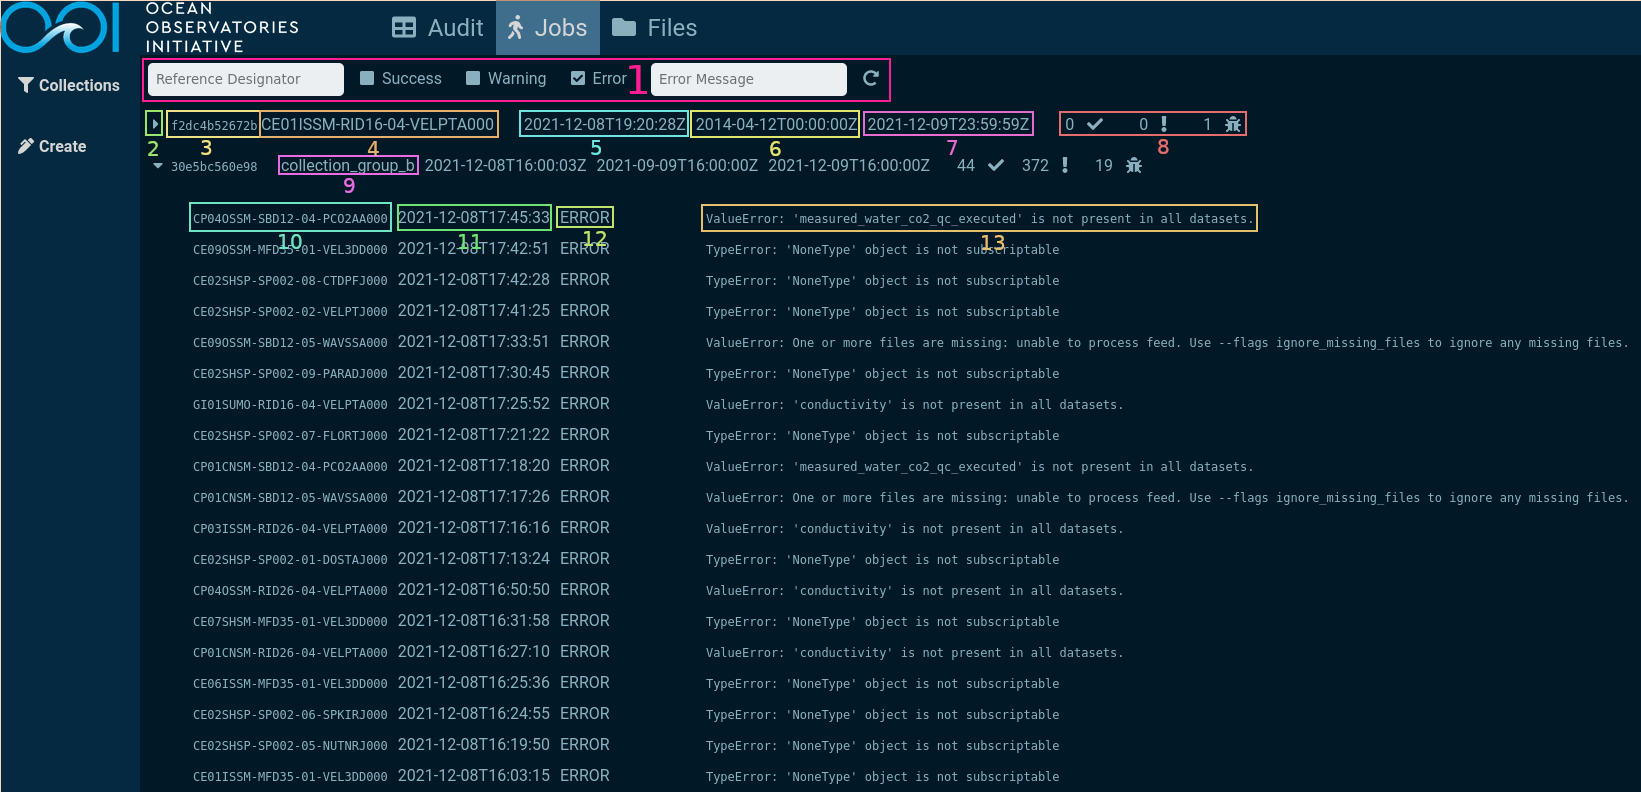 OCEAN
OBSERVATORIES
INITIATIVE
Audit Jobs Files
Collections
Create
Reference Designator Success Warning Error 1 Error Message
f2dc4b52672b CE01ISSM-RID16-04-VELPTA000 2021-12-08T19:20:28Z 2014-04-12T00:00:00Z 2021-12-09T23:59:59Z 0 0 1
2 3 4 5 6 7 8
30e5bc560e98 collection_group_b 2021-12-08T16:00:03Z 2021-09-09T16:00:00Z 2021-12-09T16:00:00Z 44 372 19
9
CP04OSSM-SBD12-04-PCO2AA000 2021-12-08T17:45:33 ERROR ValueError: 'measured_water_co2_qc_executed' is not present in all datasets.
10 11 12 13
CE09OSSM-MFD35-01-VEL3DD000 2021-12-08T17:42:51 ERROR TypeError: 'NoneType' object is not subscriptable
CE02SHSP-SP002-08-CTDPFJ000 2021-12-08T17:42:28 ERROR TypeError: 'NoneType' object is not subscriptable
CE02SHSP-SP002-02-VELPTJ000 2021-12-08T17:41:25 ERROR TypeError: 'NoneType' object is not subscriptable
CE09OSSM-SBD12-05-WAVSSA000 2021-12-08T17:33:51 ERROR ValueError: One or more files are missing: unable to process feed. Use --flags ignore_missing_files to ignore any missing files.
CE02SHSP-SP002-09-PARADJ000 2021-12-08T17:30:45 ERROR TypeError: 'NoneType' object is not subscriptable
GI01SUMO-RID16-04-VELPTA000 2021-12-08T17:25:52 ERROR ValueError: 'conductivity' is not present in all datasets.
CE02SHSP-SP002-07-FLORTJ000 2021-12-08T17:21:22 ERROR TypeError: 'NoneType' object is not subscriptable
CP01CNSM-SBD12-04-PCO2AA000 2021-12-08T17:18:20 ERROR ValueError: 'measured_water_co2_qc_executed' is not present in all datasets.
CP01CNSM-SBD12-05-WAVSSA000 2021-12-08T17:17:26 ERROR ValueError: One or more files are missing: unable to process feed. Use --flags ignore_missing_files to ignore any missing files.
CP03ISSM-RID26-04-VELPTA000 2021-12-08T17:16:16 ERROR ValueError: 'conductivity' is not present in all datasets.
CE02SHSP-SP002-01-DOSTAJ000 2021-12-08T17:13:24 ERROR TypeError: 'NoneType' object is not subscriptable
CP04OSSM-RID26-04-VELPTA000 2021-12-08T16:50:50 ERROR ValueError: 'conductivity' is not present in all datasets.
CE07SHSM-MFD35-01-VEL3DD000 2021-12-08T16:31:58 ERROR TypeError: 'NoneType' object is not subscriptable
CP01CNSM-RID26-04-VELPTA000 2021-12-08T16:27:10 ERROR ValueError: 'conductivity' is not present in all datasets.
CE06ISSM-MFD35-01-VEL3DD000 2021-12-08T16:25:36 ERROR TypeError: 'NoneType' object is not subscriptable
CE02SHSP-SP002-06-SPKIRJ000 2021-12-08T16:24:55 ERROR TypeError: 'NoneType' object is not subscriptable
CE02SHSP-SP002-05-NUTNRJ000 2021-12-08T16:19:50 ERROR TypeError: 'NoneType' object is not subscriptable
CE01ISSM-MFD35-01-VEL3DD000 2021-12-08T16:03:15 ERROR TypeError: 'NoneType' object is not subscriptable